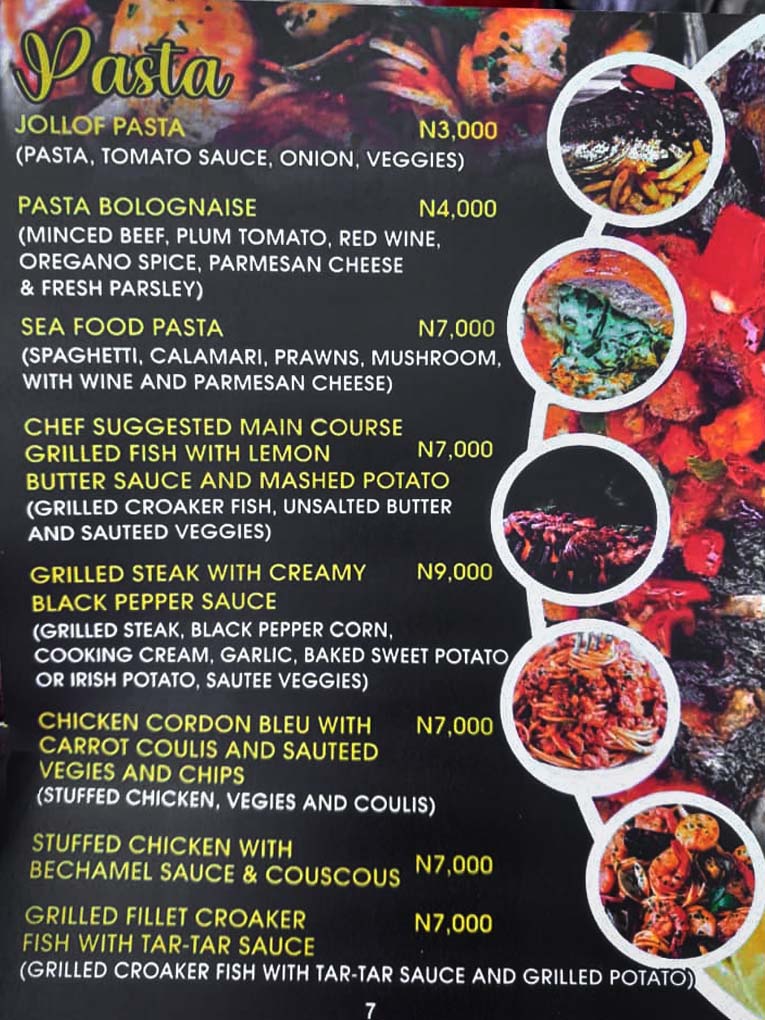 Pasta
JOLLOF PASTA N3,000
(PASTA, TOMATO SAUCE, ONION, VEGGIES)
PASTA BOLOGNAISE N4,000
(MINCED BEEF, PLUM TOMATO, RED WINE,
OREGANO SPICE, PARMESAN CHEESE
& FRESH PARSLEY)
SEA FOOD PASTA N7,000
(SPAGHETTI, CALAMARI, PRAWNS, MUSHROOM,
WITH WINE AND PARMESAN CHEESE)
CHEF SUGGESTED MAIN COURSE
GRILLED FISH WITH LEMON N7,000
BUTTER SAUCE AND MASHED POTATO
(GRILLED CROAKER FISH, UNSALTED BUTTER
AND SAUTEED VEGGIES)
GRILLED STEAK WITH CREAMY N9,000
BLACK PEPPER SAUCE
(GRILLED STEAK, BLACK PEPPER CORN,
COOKING CREAM, GARLIC, BAKED SWEET POTATO
OR IRISH POTATO, SAUTEE VEGGIES)
CHICKEN CORDON BLEU WITH N7,000
CARROT COULIS AND SAUTEED
VEGIES AND CHIPS
(STUFFED CHICKEN, VEGIES AND COULIS)
STUFFED CHICKEN WITH
BECHAMEL SAUCE & COUSCOUS N7,000
GRILLED FILLET CROAKER N7,000
FISH WITH TAR-TAR SAUCE
(GRILLED CROAKER FISH WITH TAR-TAR SAUCE AND GRILLED POTATO)
7